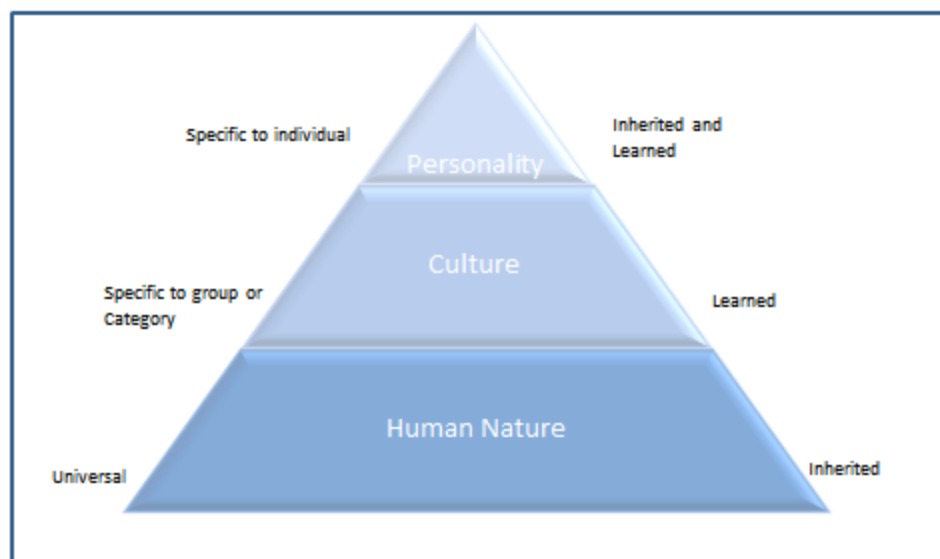 Specific to individual
Inherited and
Learned
Personality
Culture
Specific to group or
Category
Learned
Human Nature
Universal
Inherited